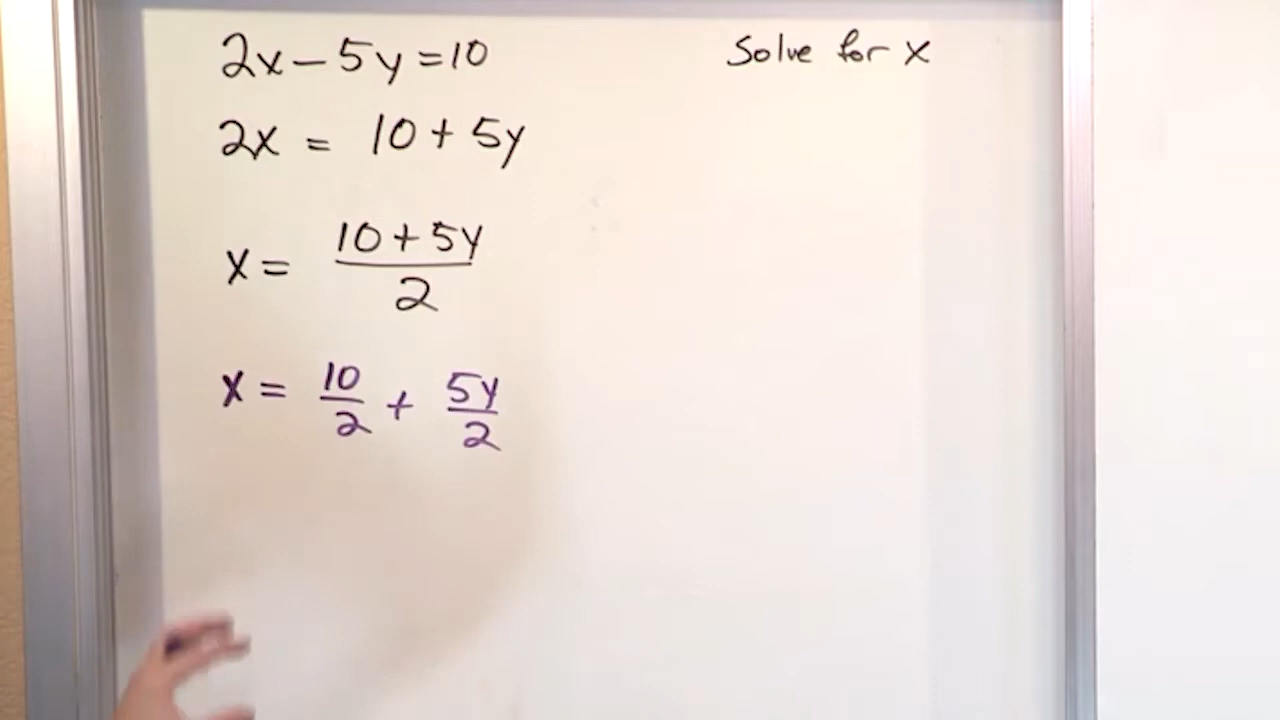 2x - 5y = 10
Solve for x
2x = 10 + 5y
x = (10 + 5y)/2
x = 10/2 + 5y/2